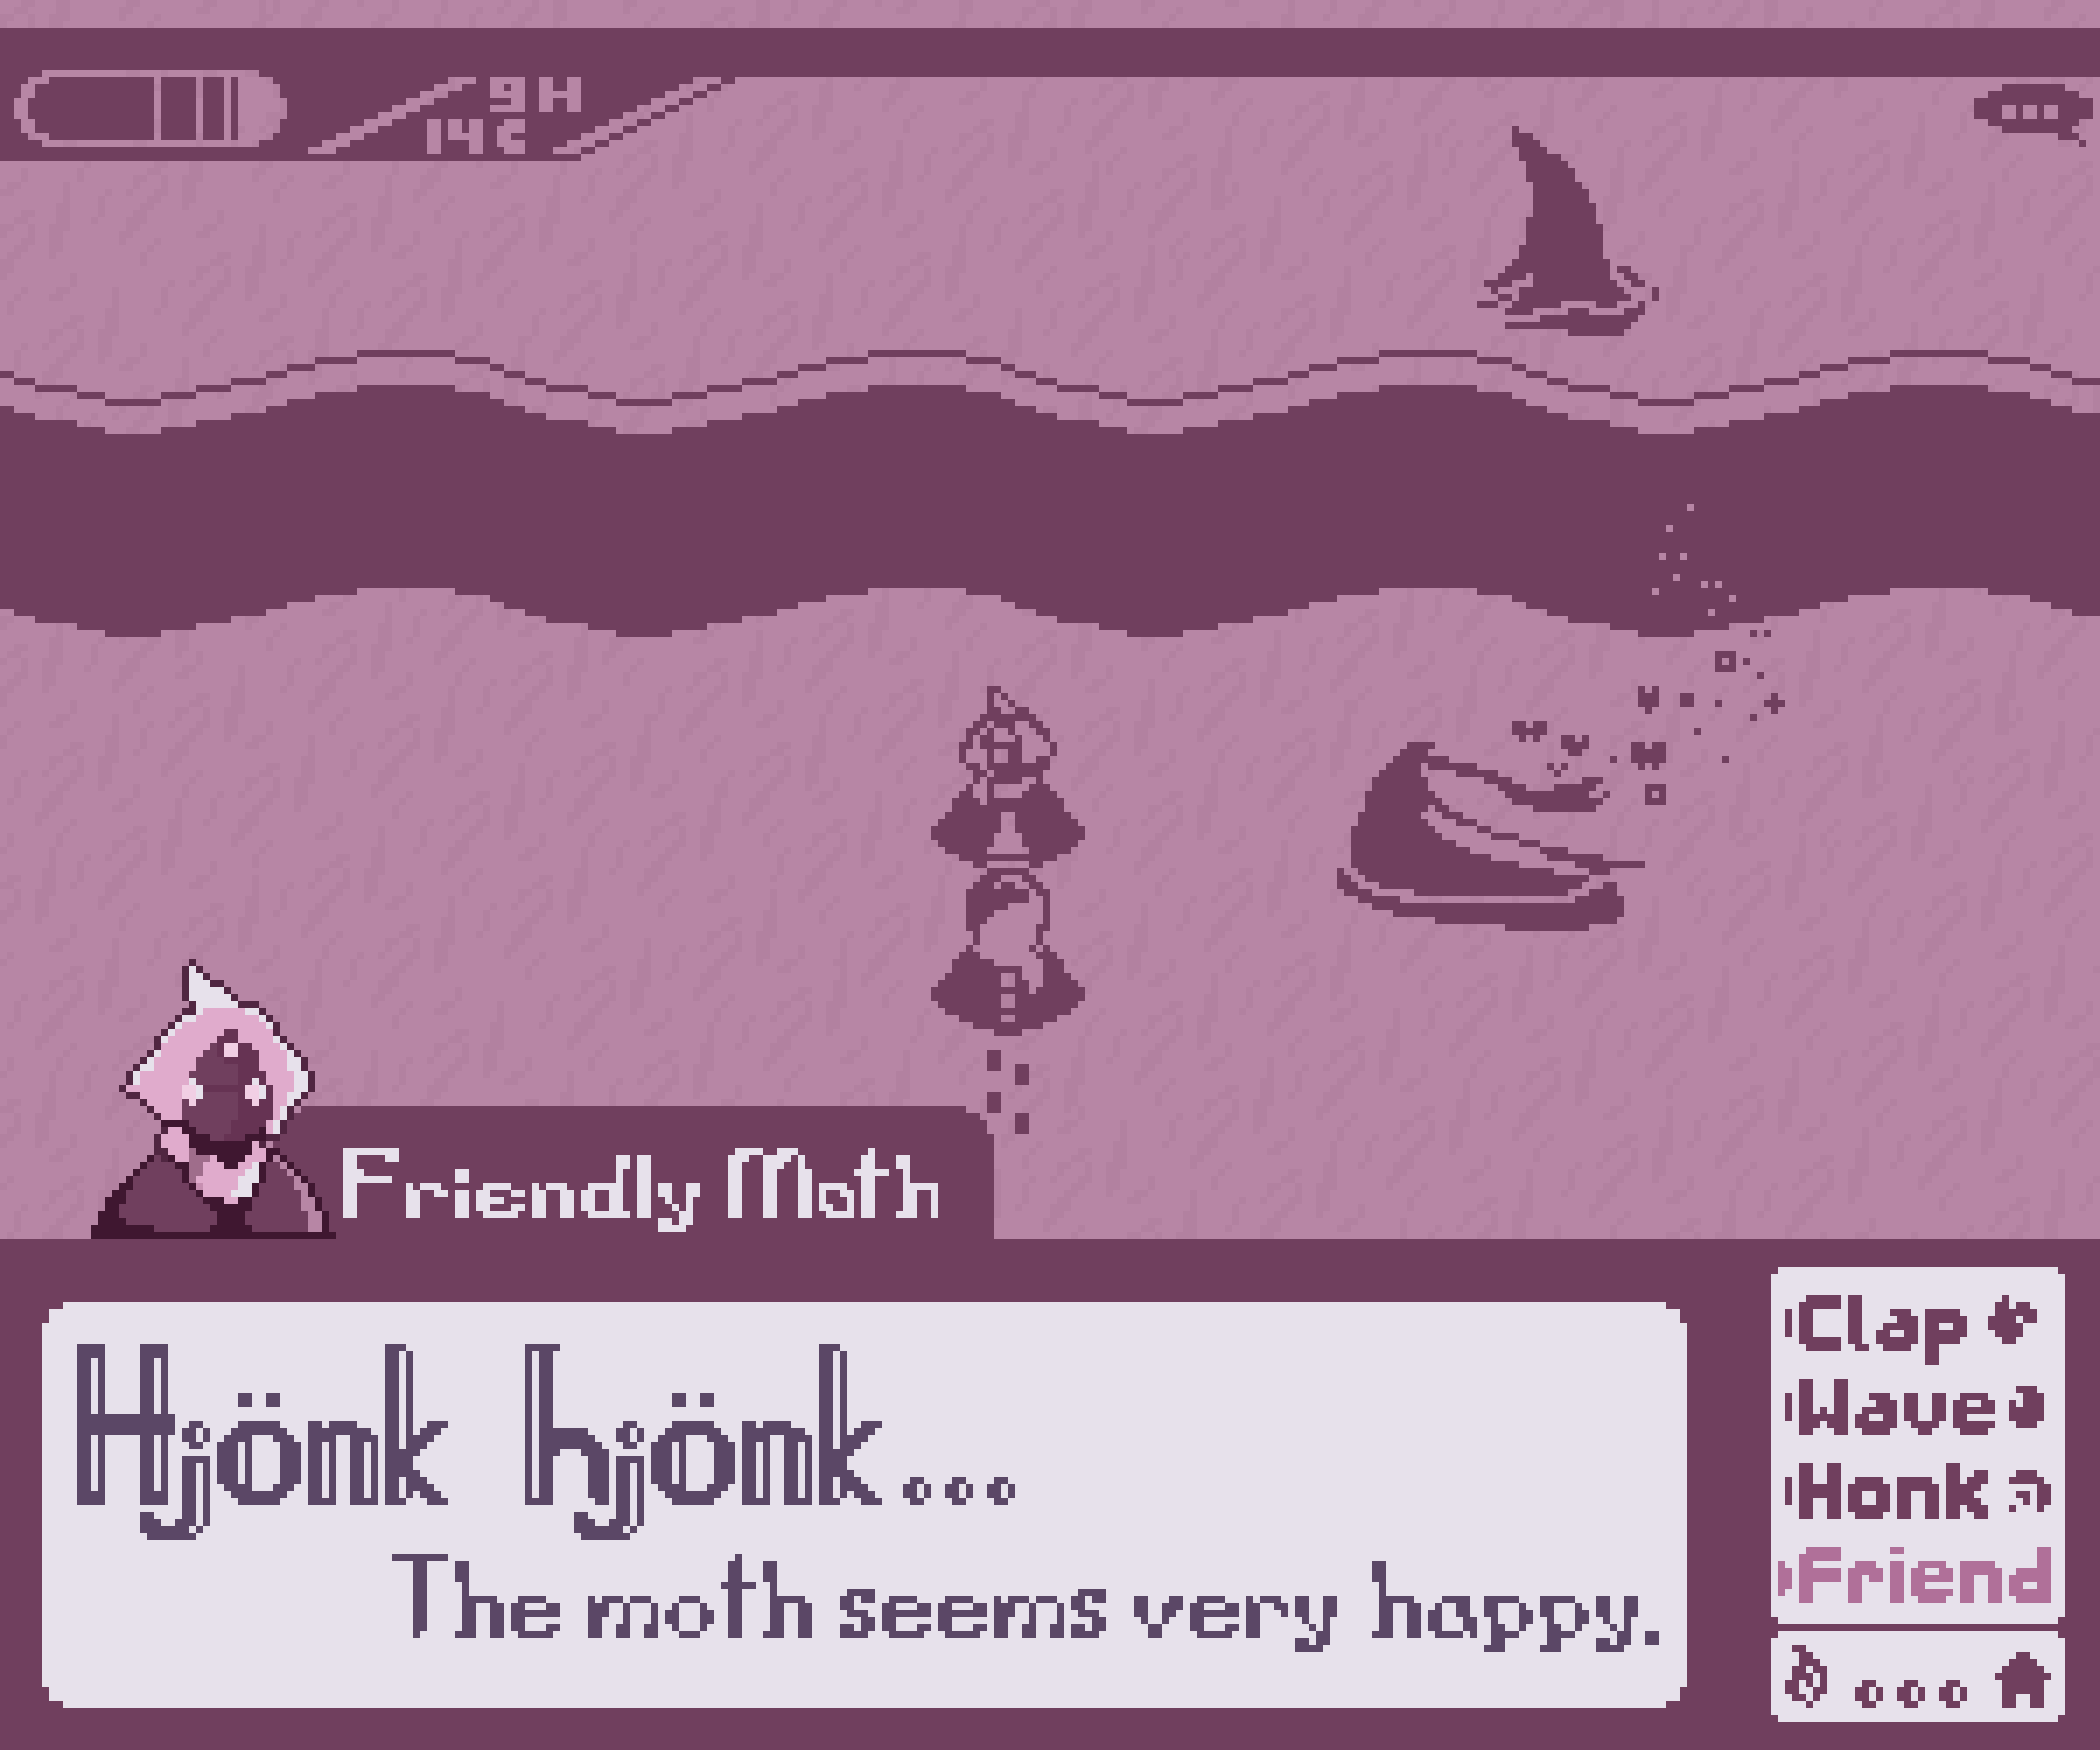 9H
14C
Friendly Moth
Hjönk hjönk...
The moth seems very happy.
Clap
Wave
Honk
Friend
...